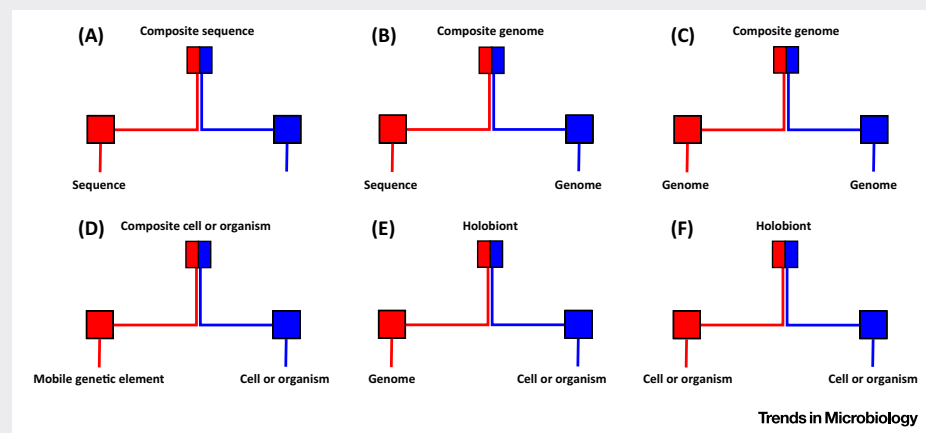 (A) Composite sequence
(B) Composite genome
(C) Composite genome
Sequence
Sequence Genome
Genome Genome
(D) Composite cell or organism
(E) Holobiont
(F) Holobiont
Mobile genetic element Cell or organism
Genome Cell or organism
Cell or organism Cell or organism
Trends in Microbiology